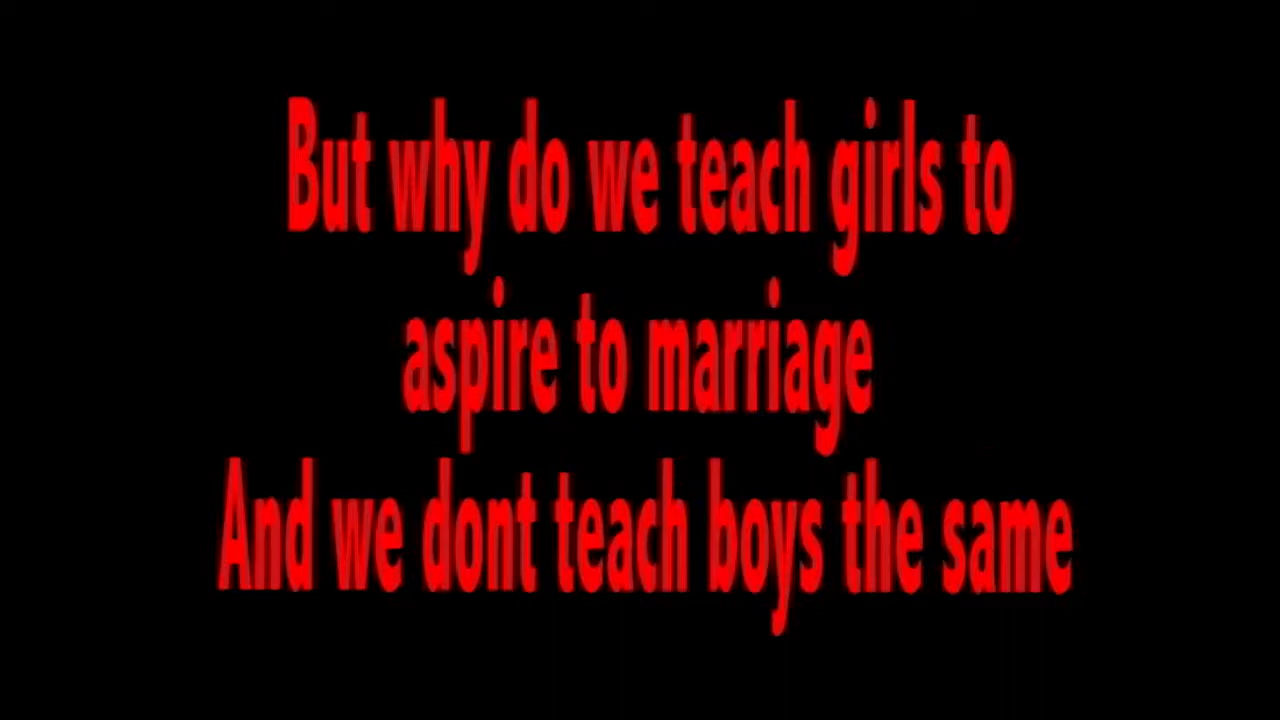 But why do we teach girls to
aspire to marriage
And we dont teach boys the same